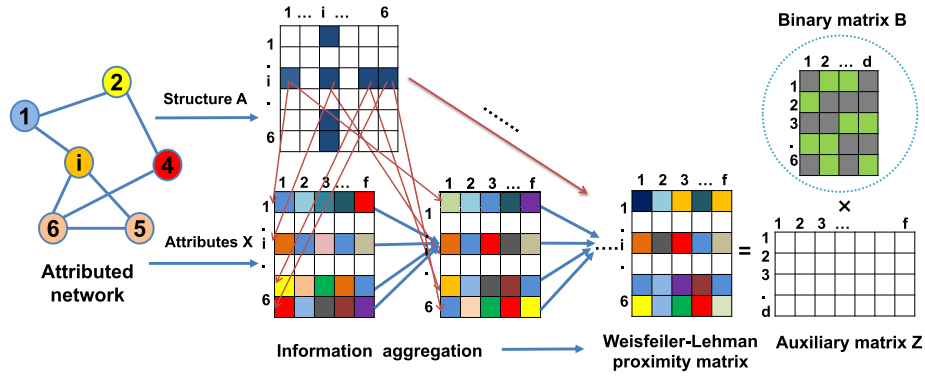 1 ... i ... 6
1
.
i
.
6
Structure A
1
2
i
4
6
5
Attributed
network
Attributes X
1 2 3 ... f
1
.
i
.
6
1 2 3 ... f
1
.
.
6
......
.....
1 2 3 ... f
1
.
i
.
6
=
Information aggregation
Weisfeiler-Lehman
proximity matrix
Binary matrix B
1 2 ... d
1
2
3
.
6
×
1 2 3 ... f
1
2
3
.
d
Auxiliary matrix Z